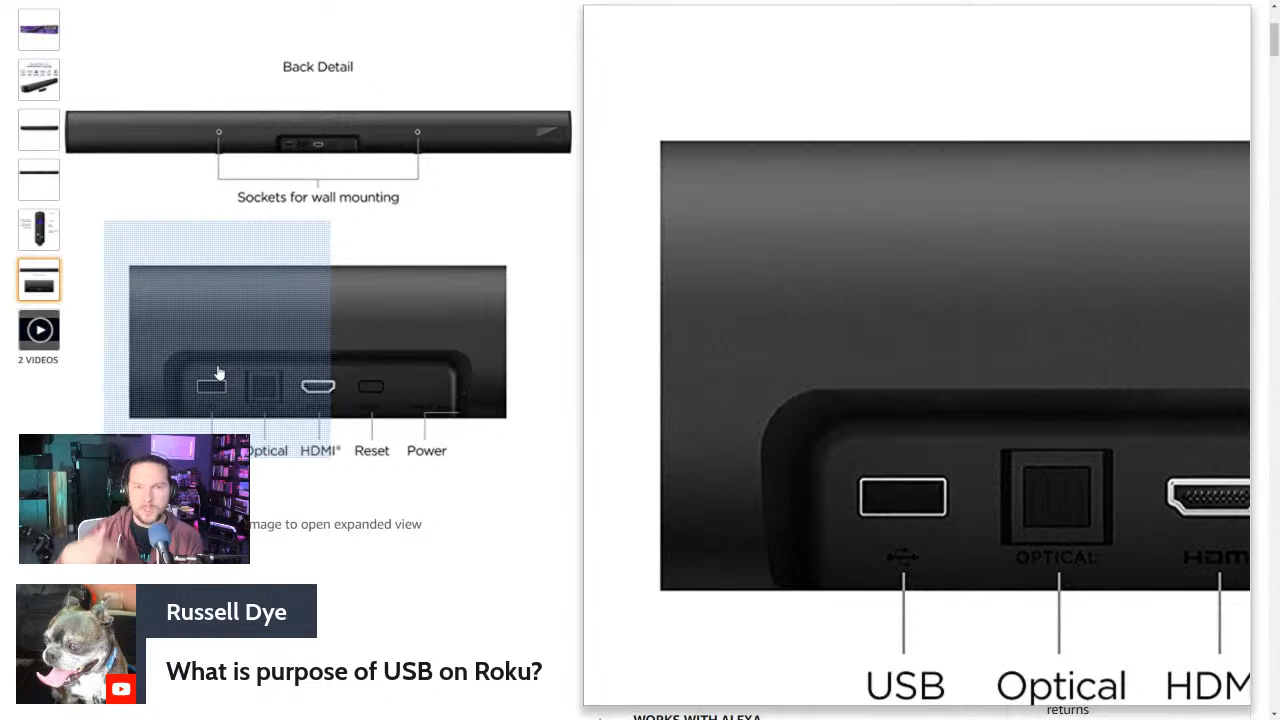 Back Detail
Sockets for wall mounting
2 VIDEOS
Optical HDMI® Reset Power
mage to open expanded view
OPTICAL
HDM
USB Optical HDM
returns
WORKS WITH ALEXA
Russell Dye
What is purpose of USB on Roku?